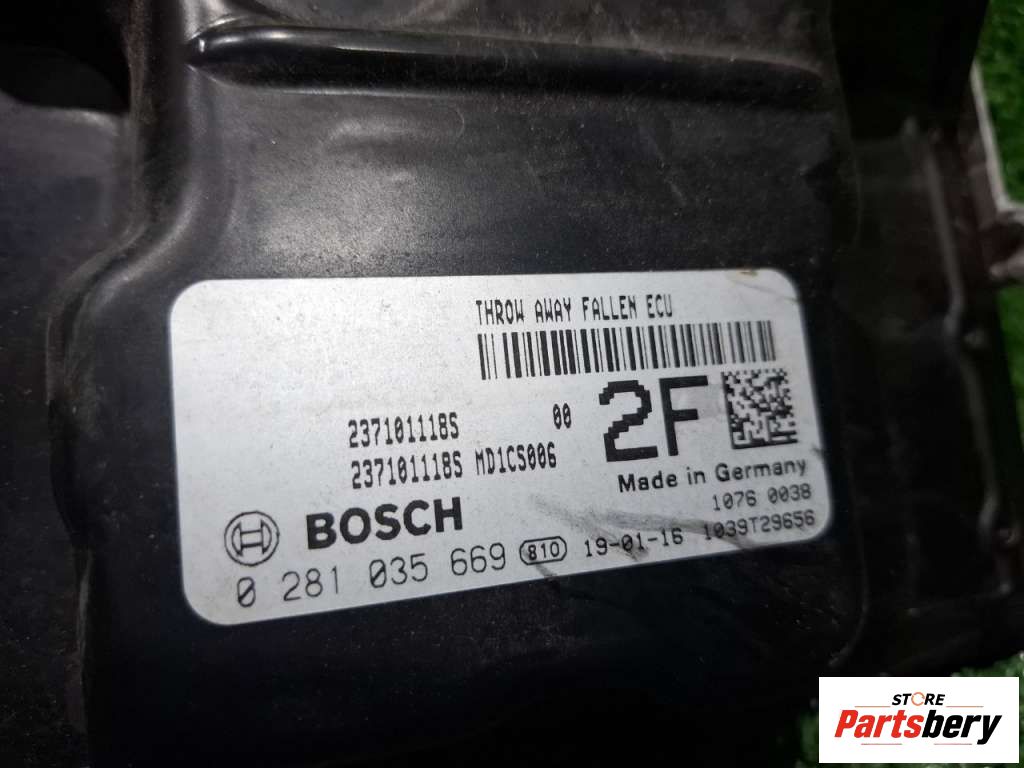 THROW AWAY FALLEN ECU
237101118S 00 2F
237101118S MD1CS006
Made in Germany
BOSCH
1076 0038
0 281 035 669 810 19-01-16 1039T29656
STORE
Partsbery